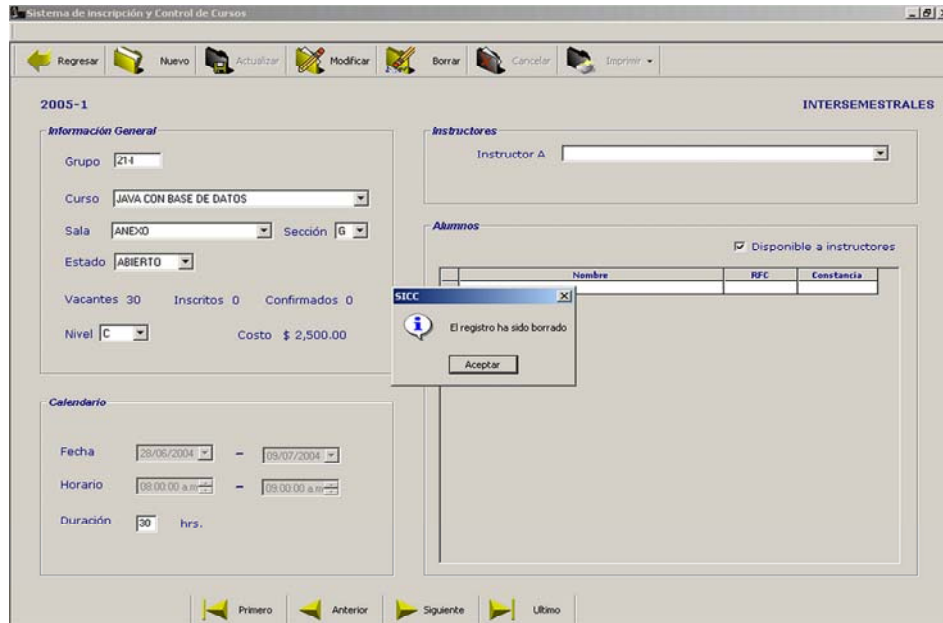 Sistema de inscripción y Control de Cursos
Regresar Nuevo Actualizar Modificar Borrar Cancelar Imprimir
2005-1 INTERSEMESTRALES
Información General
Grupo 214
Curso JAVA CON BASE DE DATOS
Sala ANEXO Sección G
Estado ABIERTO
Vacantes 30 Inscritos 0 Confirmados 0
Nivel C Costo $ 2,500.00
Instructores
Instructor A
Alumnos
Disponible a instructores
Nombre RFC Constancia
SICC
El registro ha sido borrado
Aceptar
Calendario
Fecha 28/06/2004 – 09/07/2004
Horario 08:00:00 a.m – 09:00:00 a.m
Duración 30 hrs.
Primero Anterior Siguiente Ultimo